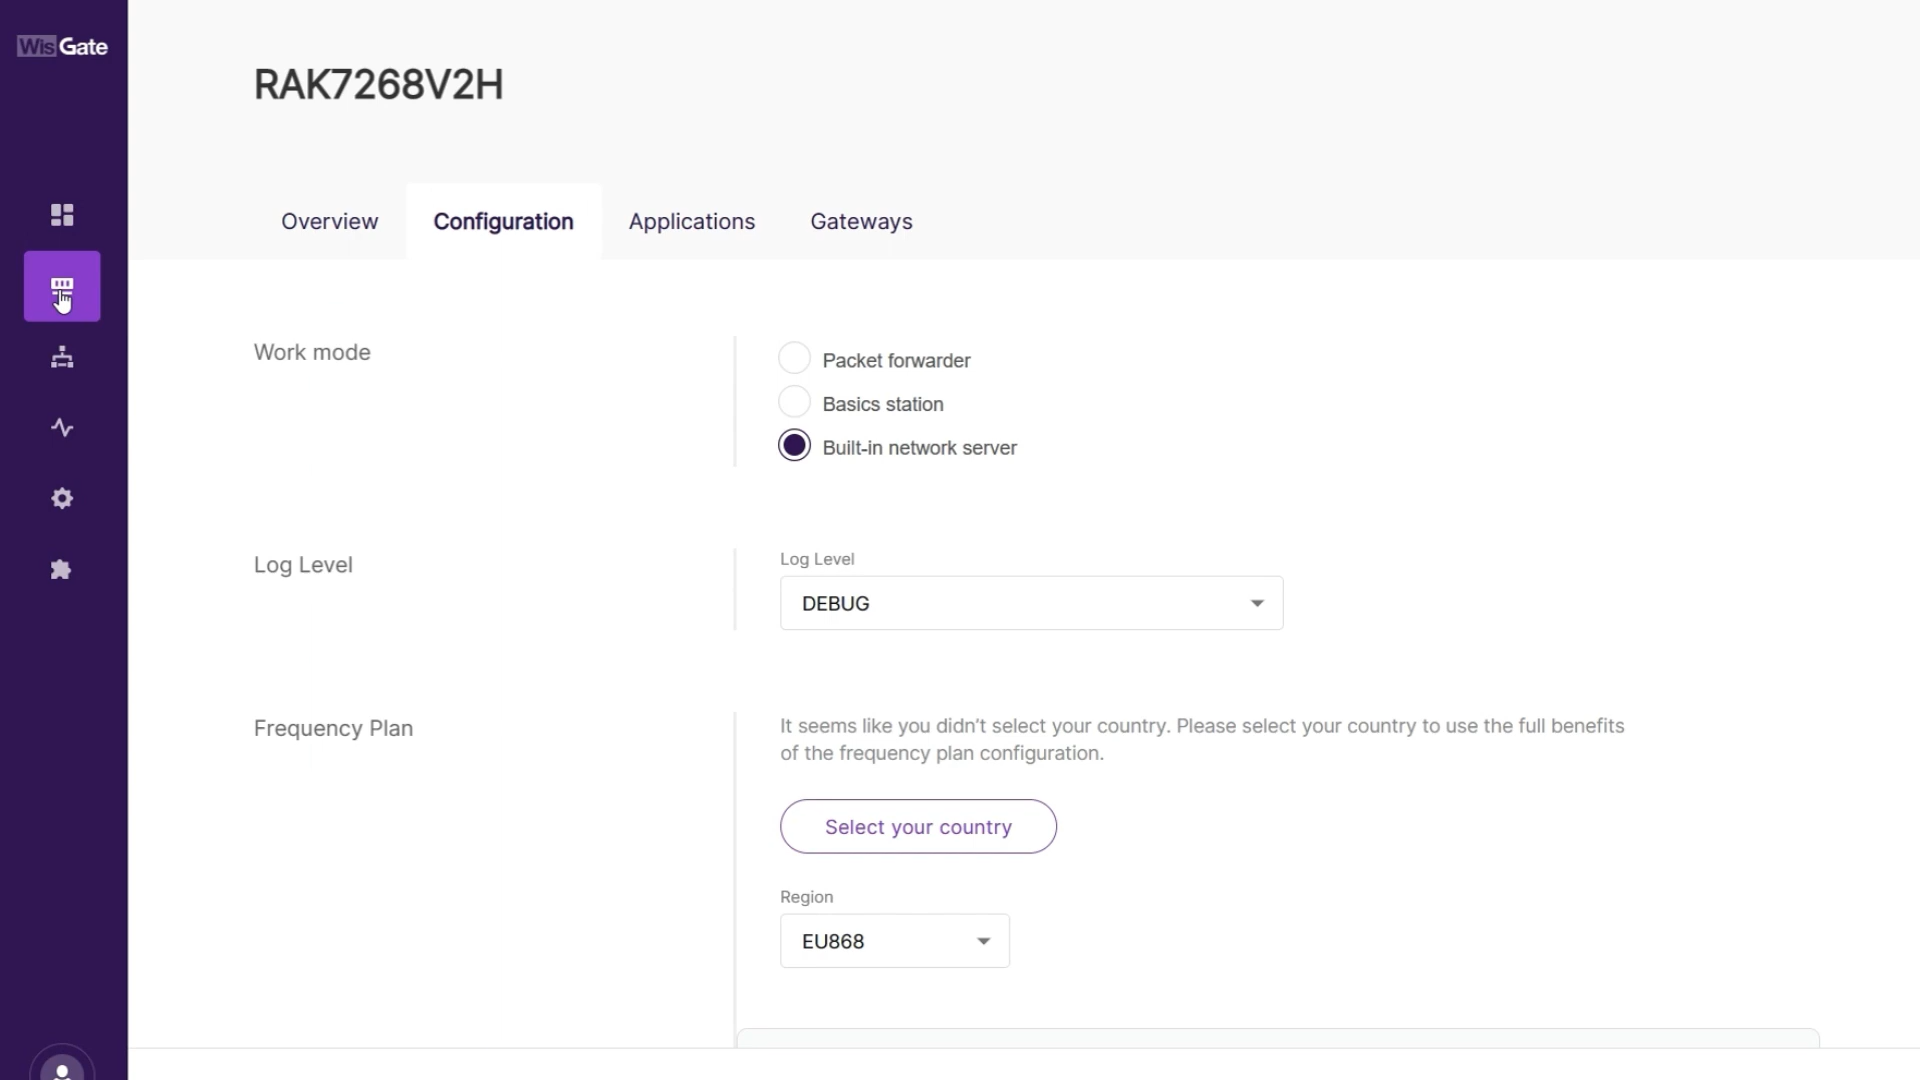 WisGate
RAK7268V2H
Overview
Configuration
Applications
Gateways
Work mode
Packet forwarder
Basics station
Built-in network server
Log Level
Log Level
DEBUG
Frequency Plan
It seems like you didn't select your country. Please select your country to use the full benefits
of the frequency plan configuration.
Select your country
Region
EU868